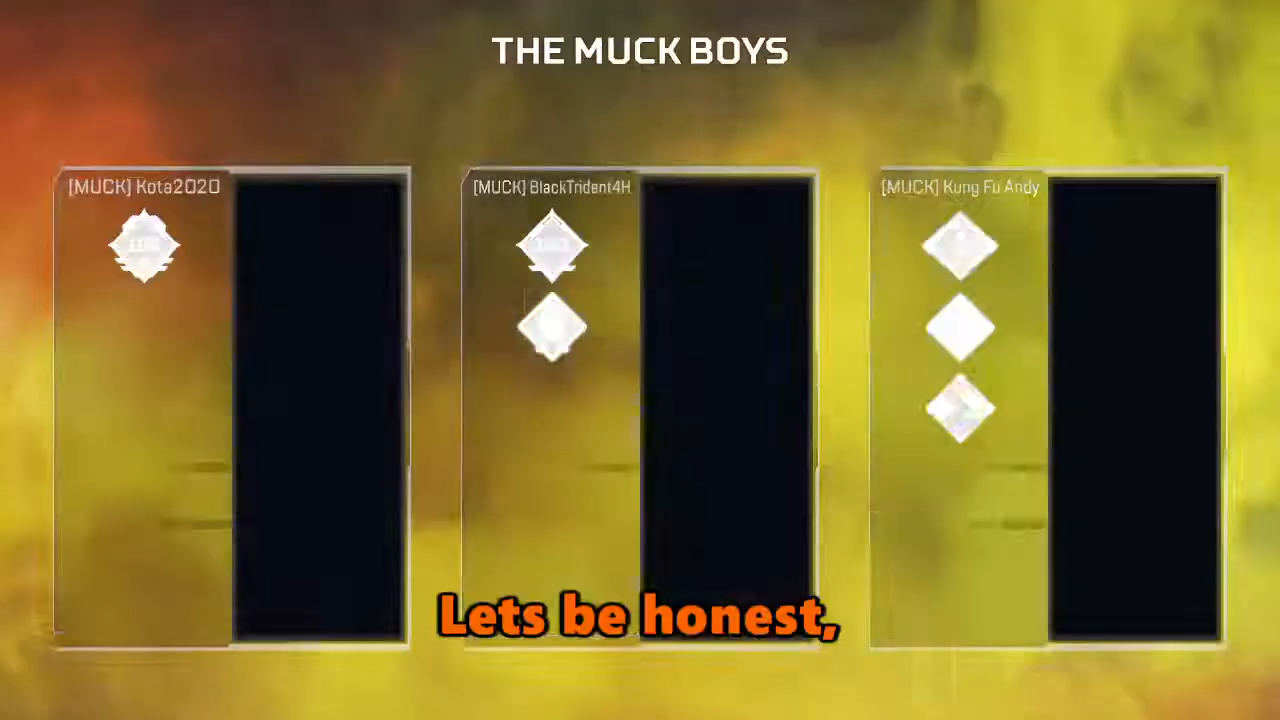 THE MUCK BOYS
[MUCK] Kota2020
[MUCK] BlackTrident4H
[MUCK] Kung Fu Andy
Lets be honest,